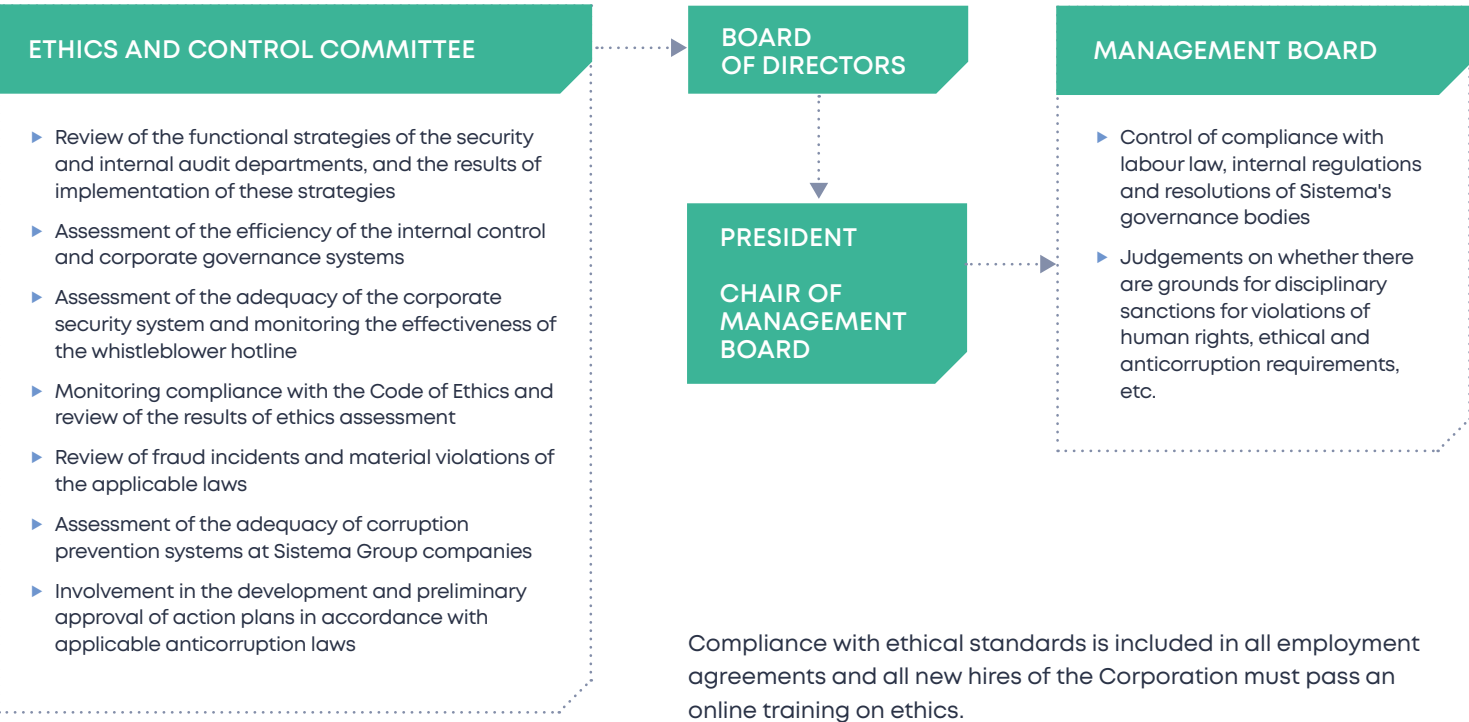 ETHICS AND CONTROL COMMITTEE
Review of the functional strategies of the security
and internal audit departments, and the results of
implementation of these strategies
Assessment of the efficiency of the internal control
and corporate governance systems
Assessment of the adequacy of the corporate
security system and monitoring the effectiveness of
the whistleblower hotline
Monitoring compliance with the Code of Ethics and
review of the results of ethics assessment
Review of fraud incidents and material violations of
the applicable laws
Assessment of the adequacy of corruption
prevention systems at Sistema Group companies
Involvement in the development and preliminary
approval of action plans in accordance with
applicable anticorruption laws
BOARD
OF DIRECTORS
PRESIDENT
CHAIR OF
MANAGEMENT
BOARD
MANAGEMENT BOARD
Control of compliance with
labour law, internal regulations
and resolutions of Sistema's
governance bodies
Judgements on whether there
are grounds for disciplinary
sanctions for violations of
human rights, ethical and
anticorruption requirements,
etc.
Compliance with ethical standards is included in all employment
agreements and all new hires of the Corporation must pass an
online training on ethics.